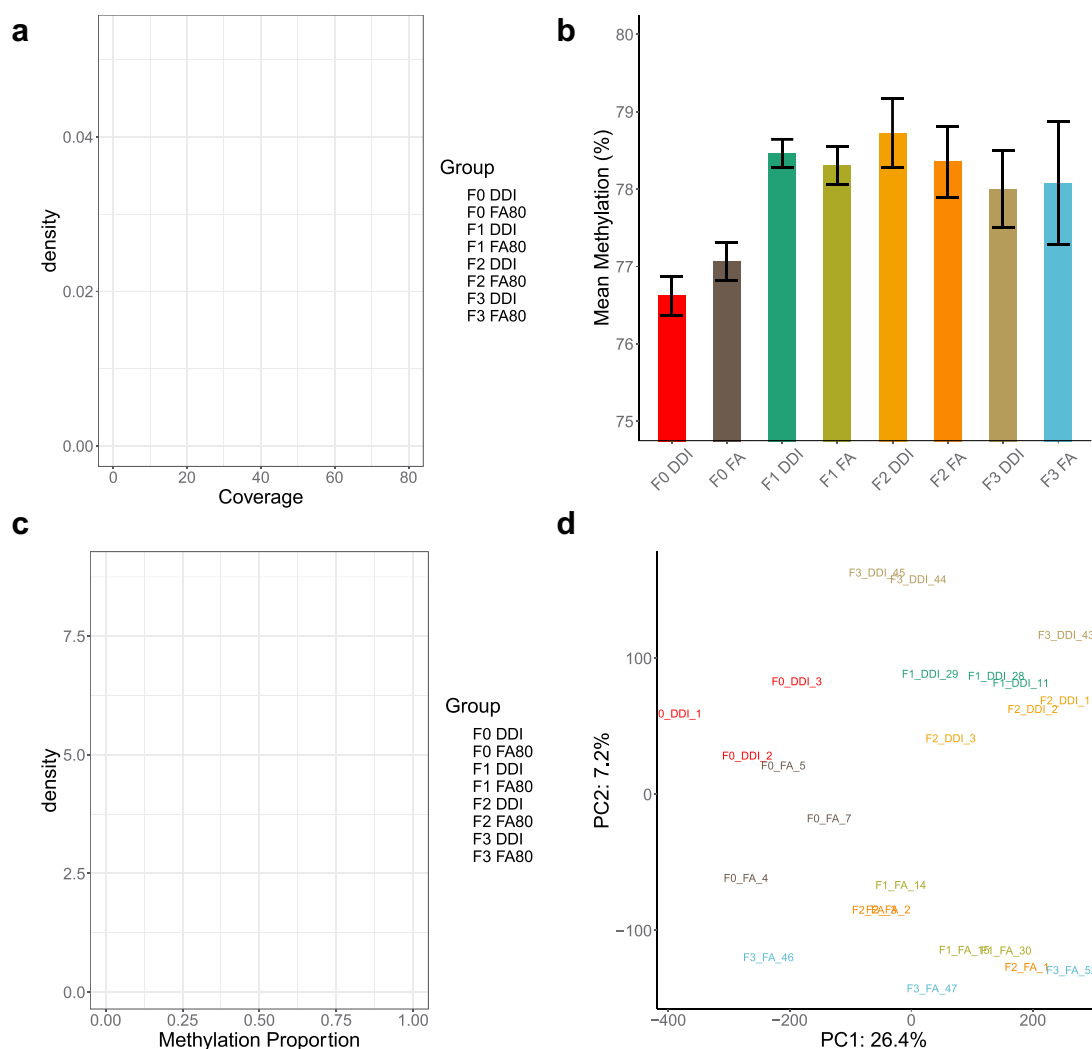 a
density
0.04
0.02
0.00
0
20
40
60
80
Coverage
Group
F0 DDI
F0 FA80
F1 DDI
F1 FA80
F2 DDI
F2 FA80
F3 DDI
F3 FA80
b
Mean Methylation (%)
80
79
78
77
76
75
F0 DDI
F0 FA
F1 DDI
F1 FA
F2 DDI
F2 FA
F3 DDI
F3 FA
c
density
7.5
5.0
2.5
0.0
0.00
0.25
0.50
0.75
1.00
Methylation Proportion
Group
F0 DDI
F0 FA80
F1 DDI
F1 FA80
F2 DDI
F2 FA80
F3 DDI
F3 FA80
d
PC2: 7.2%
100
0
−100
F3_DDI_45
F3_DDI_44
F3_DDI_43
F1_DDI_29
F1_DDI_28
F1_DDI_11
F0_DDI_3
F2_DDI_1
F2_DDI_2
0_DDI_1
F2_DDI_3
F0_DDI_2
F0_FA_5
F0_FA_7
F0_FA_4
F1_FA_14
F2_FA_3
F2_FA_2
F1_FA_15
F1_FA_30
F3_FA_46
F2_FA_1
F3_FA_5
F3_FA_47
−400
−200
0
200
PC1: 26.4%